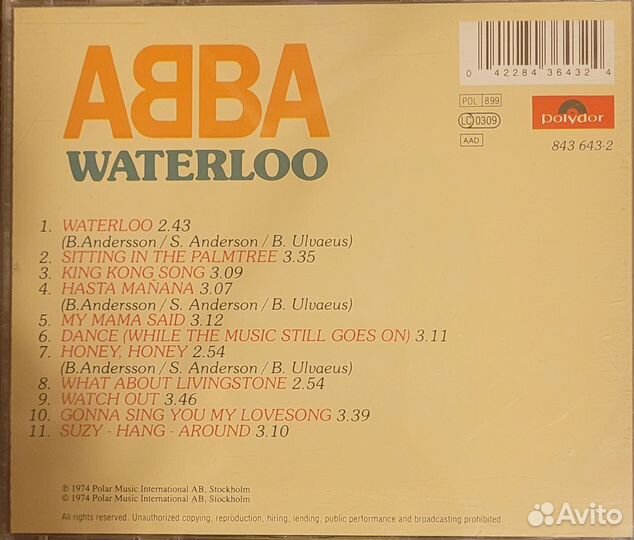 ABBA
WATERLOO
0 42284 36432 4
POL 899
LC 0309
AAD
polydor
843 643-2
1. WATERLOO 2.43
(B.Andersson / S. Anderson / B. Ulvaeus)
2. SITTING IN THE PALMTREE 3.35
3. KING KONG SONG 3.09
4. HASTA MAÑANA 3.07
(B.Andersson / S. Anderson / B. Ulvaeus)
5. MY MAMA SAID 3.12
6. DANCE (WHILE THE MUSIC STILL GOES ON) 3.11
7. HONEY, HONEY 2.54
(B.Andersson / S. Anderson / B. Ulvaeus)
8. WHAT ABOUT LIVINGSTONE 2.54
9. WATCH OUT 3.46
10. GONNA SING YOU MY LOVESONG 3.39
11. SUZY - HANG - AROUND 3.10
℗ 1974 Polar Music International AB, Stockholm
© 1974 Polar Music International AB, Stockholm
All rights reserved. Unauthorized copying, reproduction, hiring, lending, public performance and broadcasting prohibited.
Avito